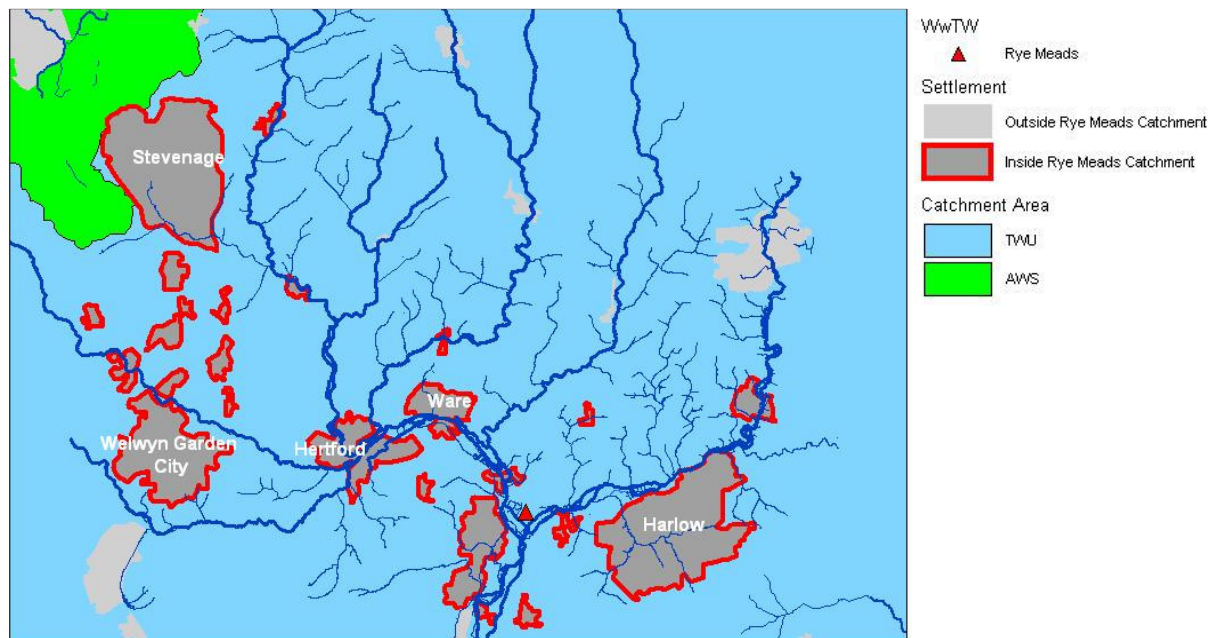 Stevenage
Ware
Hertford
Welwyn Garden
City
Harlow
WwTW
Rye Meads
Settlement
Outside Rye Meads Catchment
Inside Rye Meads Catchment
Catchment Area
TWU
AWS